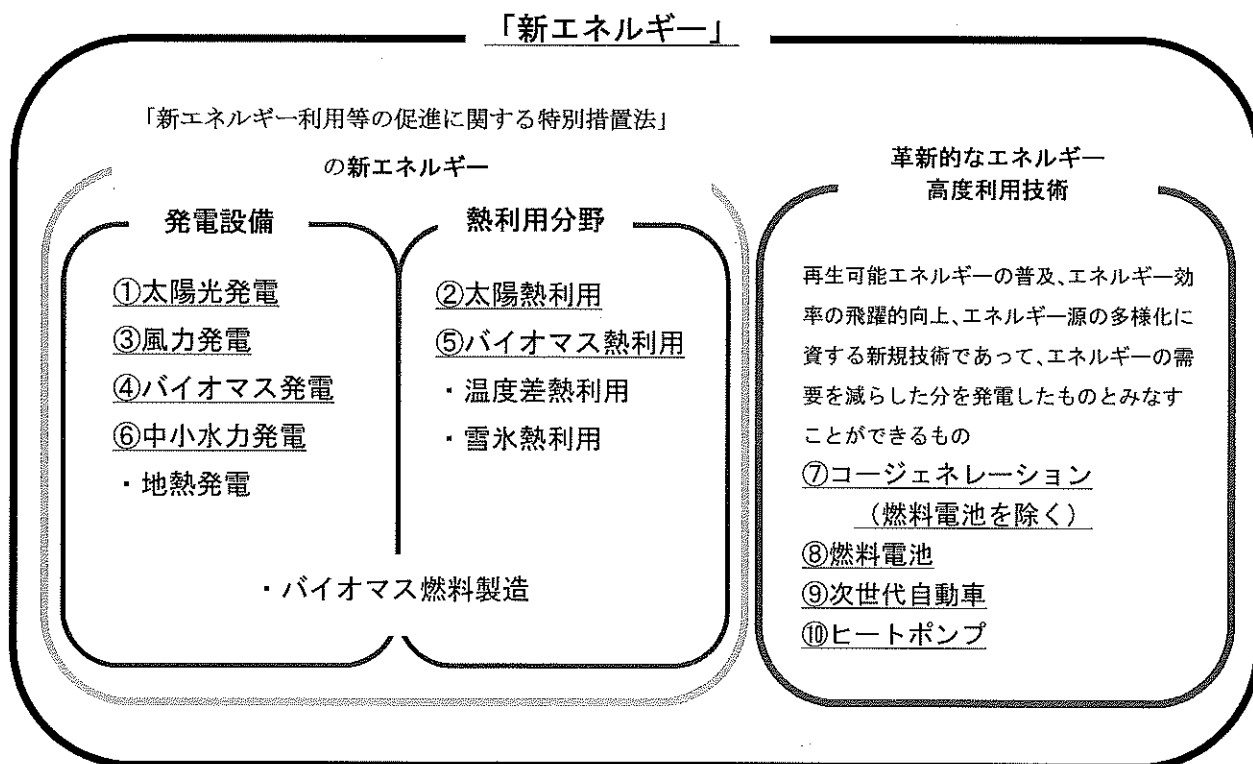 「新エネルギー」
「新エネルギー利用等の促進に関する特別措置法」
の新エネルギー
発電設備
①太陽光発電
③風力発電
④バイオマス発電
⑥中小水力発電
・地熱発電
熱利用分野
②太陽熱利用
⑤バイオマス熱利用
・温度差熱利用
・雪氷熱利用
・バイオマス燃料製造
革新的なエネルギー
高度利用技術
再生可能エネルギーの普及、エネルギー効
率の飛躍的向上、エネルギー源の多様化に
資する新規技術であって、エネルギーの需
要を減らした分を発電したものとみなす
ことができるもの
⑦コージェネレーション
（燃料電池を除く）
⑧燃料電池
⑨次世代自動車
⑩ヒートポンプ